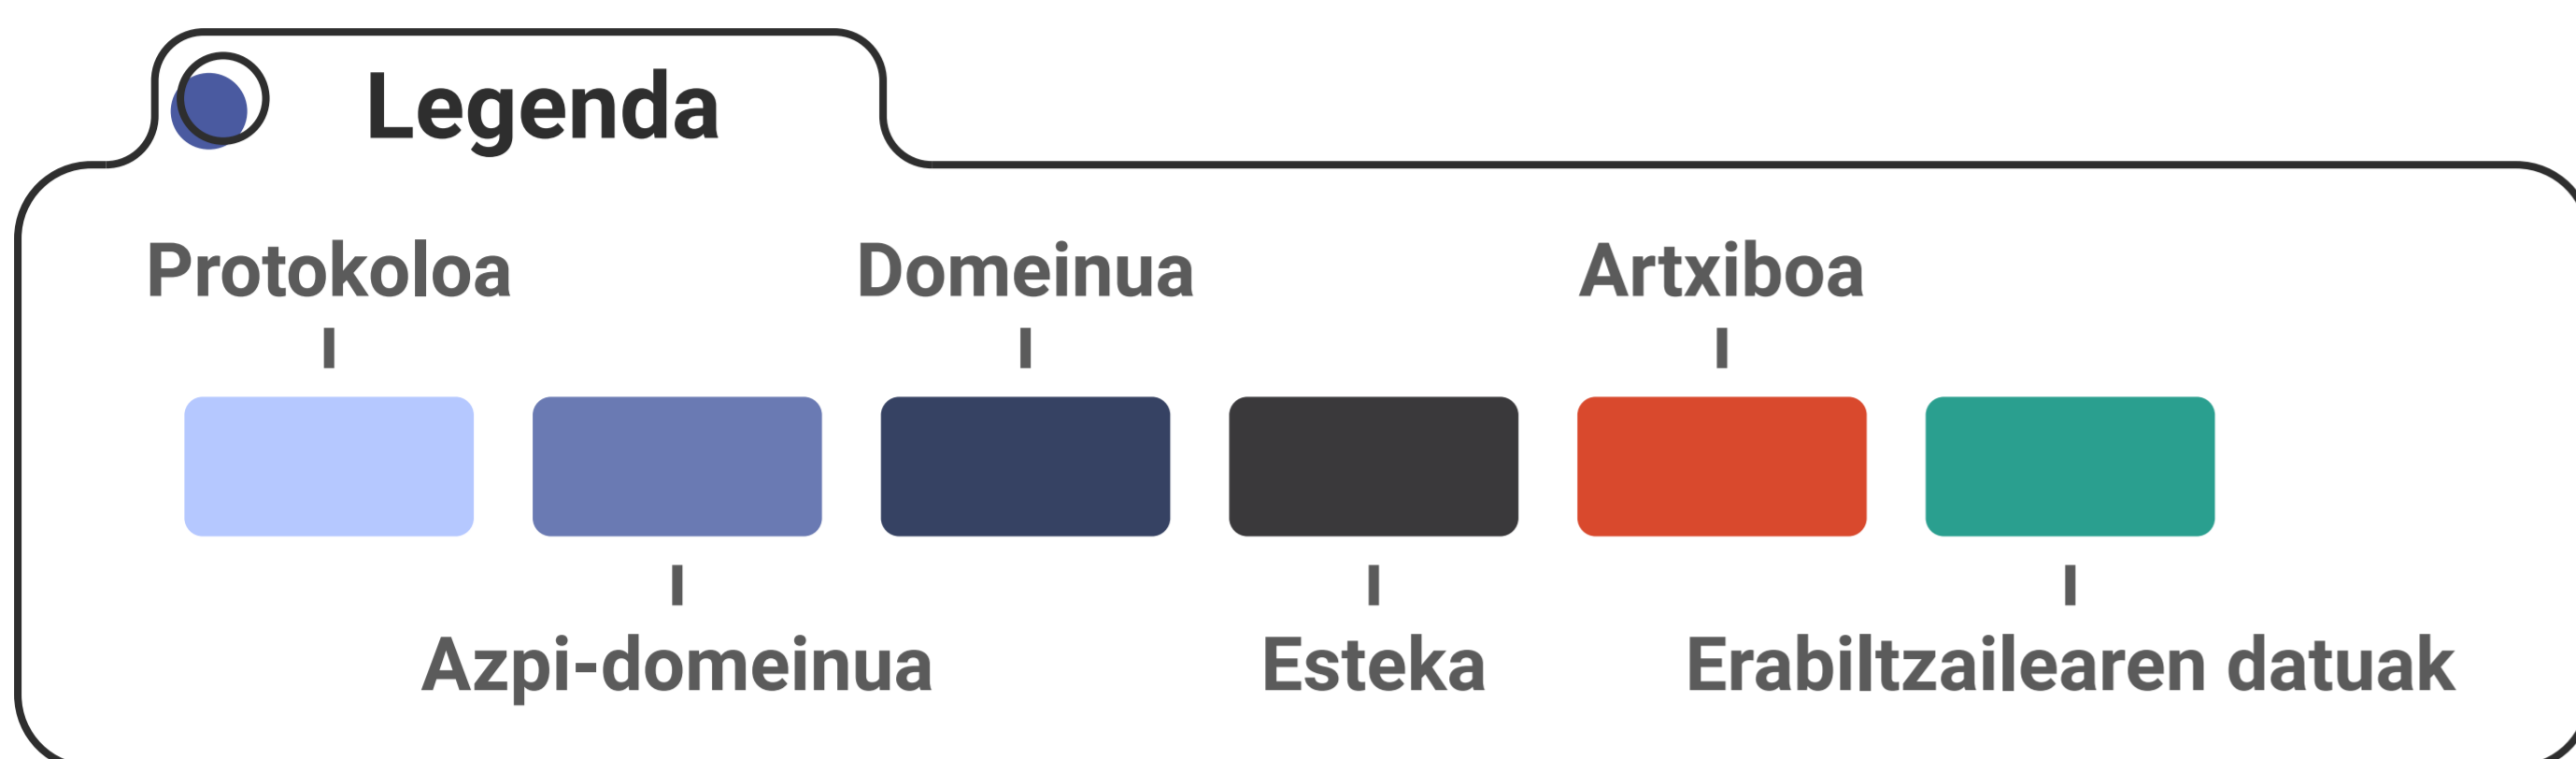 Legenda
Protokoloa
Domeinua
Artxiboa
Azpi-domeinua
Esteka
Erabiltzailearen datuak